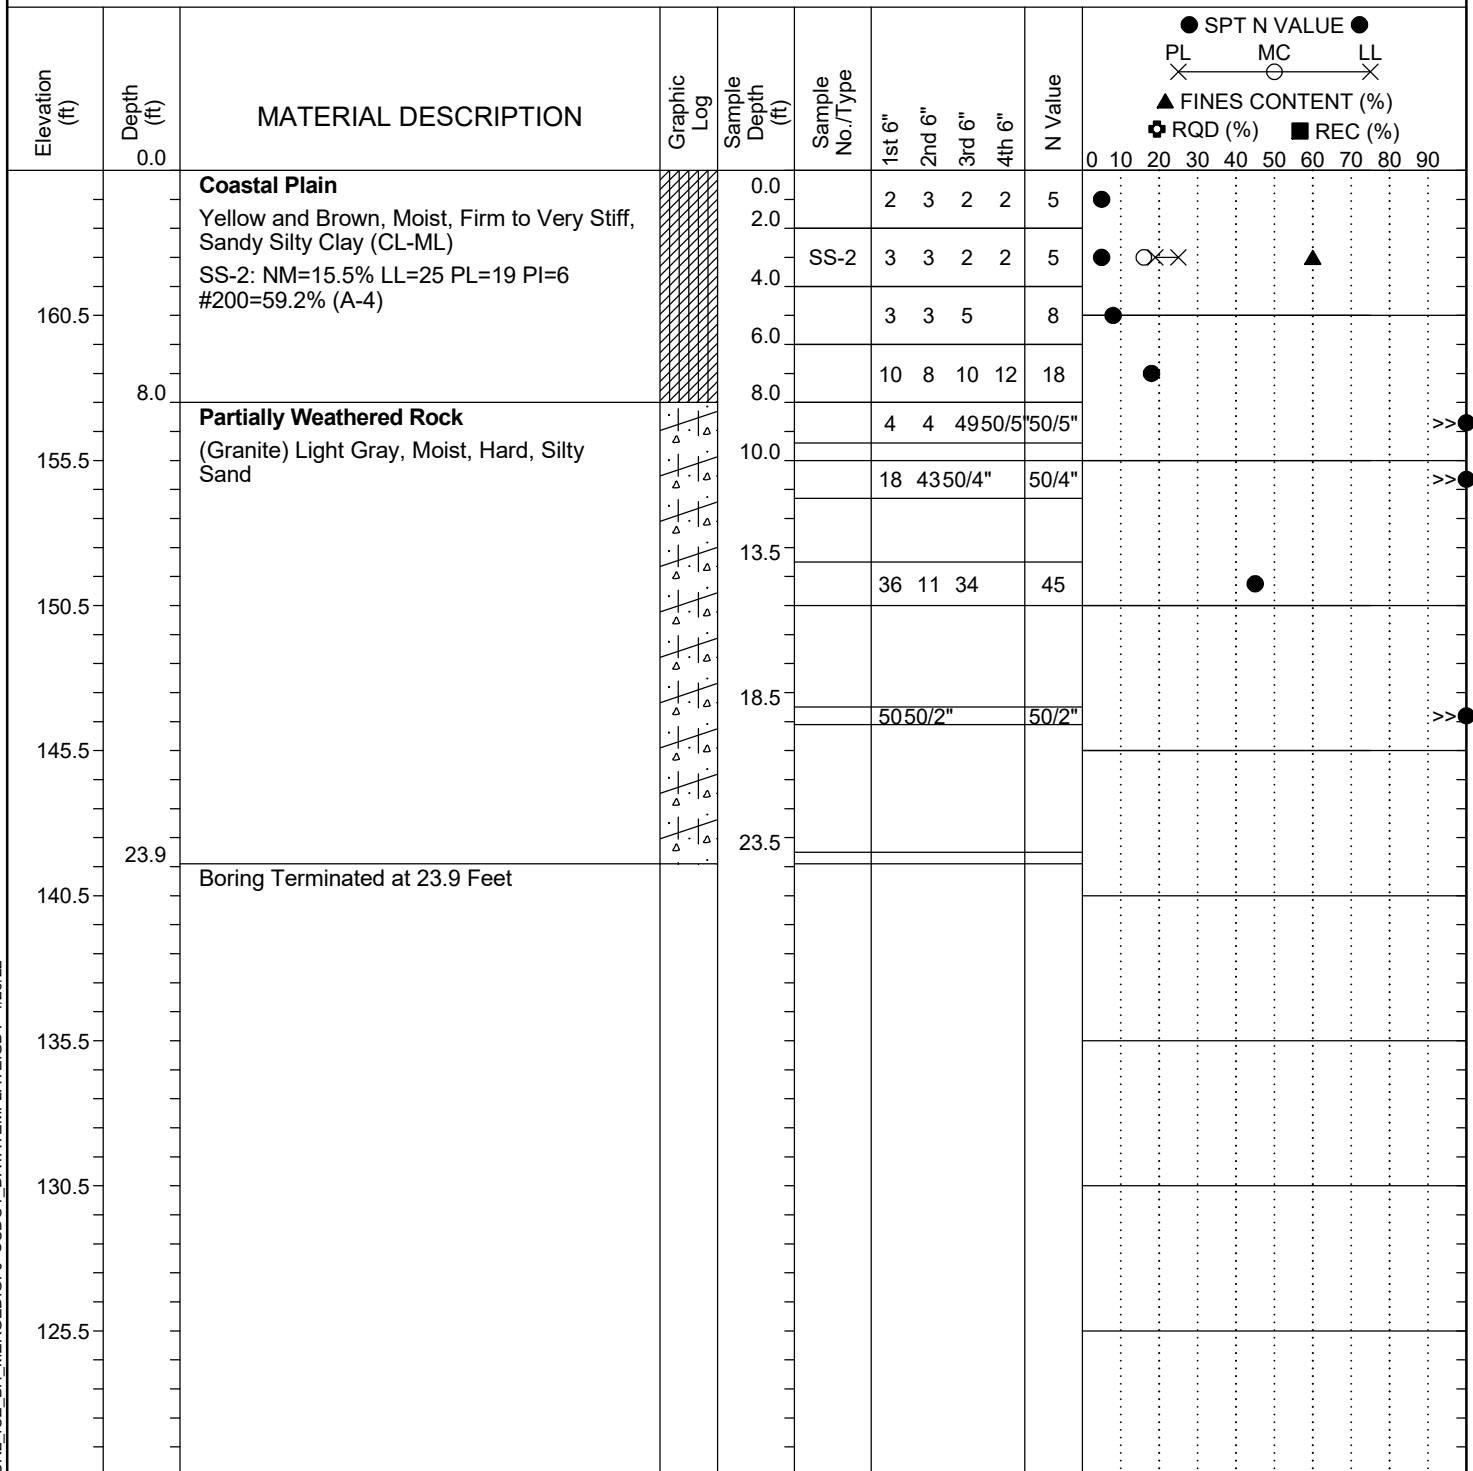 ● SPT N VALUE ●
PL MC LL
▲ FINES CONTENT (%)
RQD (%) ■ REC (%)
0 10 20 30 40 50 60 70 80 90
Elevation (ft)
Depth (ft)
0.0
MATERIAL DESCRIPTION
Graphic Log
Sample Depth (ft)
Sample No./Type
1st 6"
2nd 6"
3rd 6"
4th 6"
N Value
Coastal Plain
Yellow and Brown, Moist, Firm to Very Stiff,
Sandy Silty Clay (CL-ML)
SS-2: NM=15.5% LL=25 PL=19 PI=6
#200=59.2% (A-4)
0.0
2 3 2 2 5
2.0
SS-2 3 3 2 2 5
4.0
160.5
3 3 5 8
6.0
10 8 10 12 18
8.0
8.0
Partially Weathered Rock
(Granite) Light Gray, Moist, Hard, Silty
Sand
4 4 49 50/5" 50/5" >>
10.0
155.5
18 43 50/4" 50/4" >>
13.5
36 11 34 45
150.5
18.5
50 50/2" 50/2" >>
145.5
23.5
23.9
Boring Terminated at 23.9 Feet
140.5
135.5
130.5
125.5